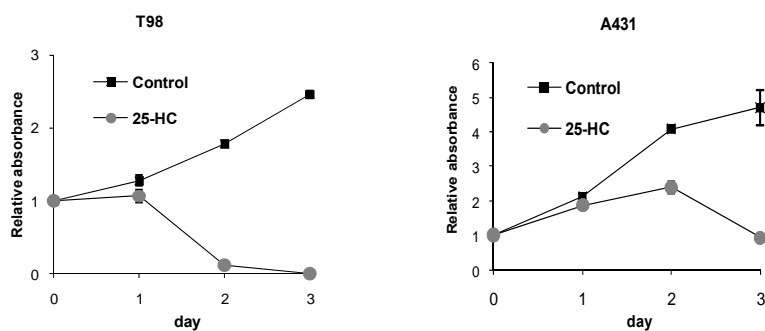 T98
Relative absorbance
3
2
1
0
Control
25-HC
0 1 2 3
day
A431
Relative absorbance
6
5
4
3
2
1
0
Control
25-HC
0 1 2 3
day